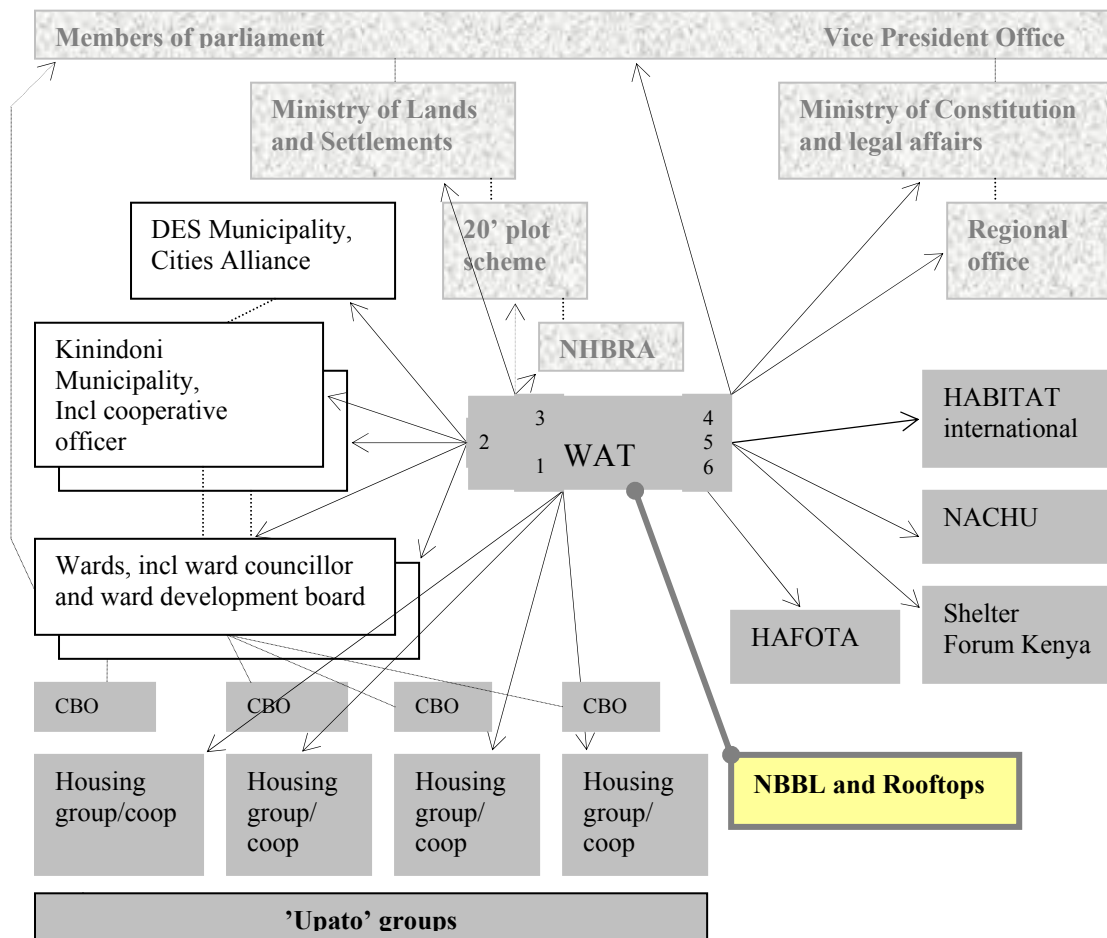 Members of parliament
Vice President Office
Ministry of Lands
and Settlements
Ministry of Constitution
and legal affairs
DES Municipality,
Cities Alliance
20’ plot
scheme
Regional
office
Kinindoni
Municipality,
Incl cooperative
officer
NHBRA
HABITAT
international
3
4
2
WAT
5
1
6
NACHU
Wards, incl ward councillor
and ward development board
HAFOTA
Shelter
Forum Kenya
CBO
CBO
CBO
CBO
Housing
group/coop
Housing
group/
coop
Housing
group/
coop
Housing
group/
coop
NBBL and Rooftops
’Upato’ groups